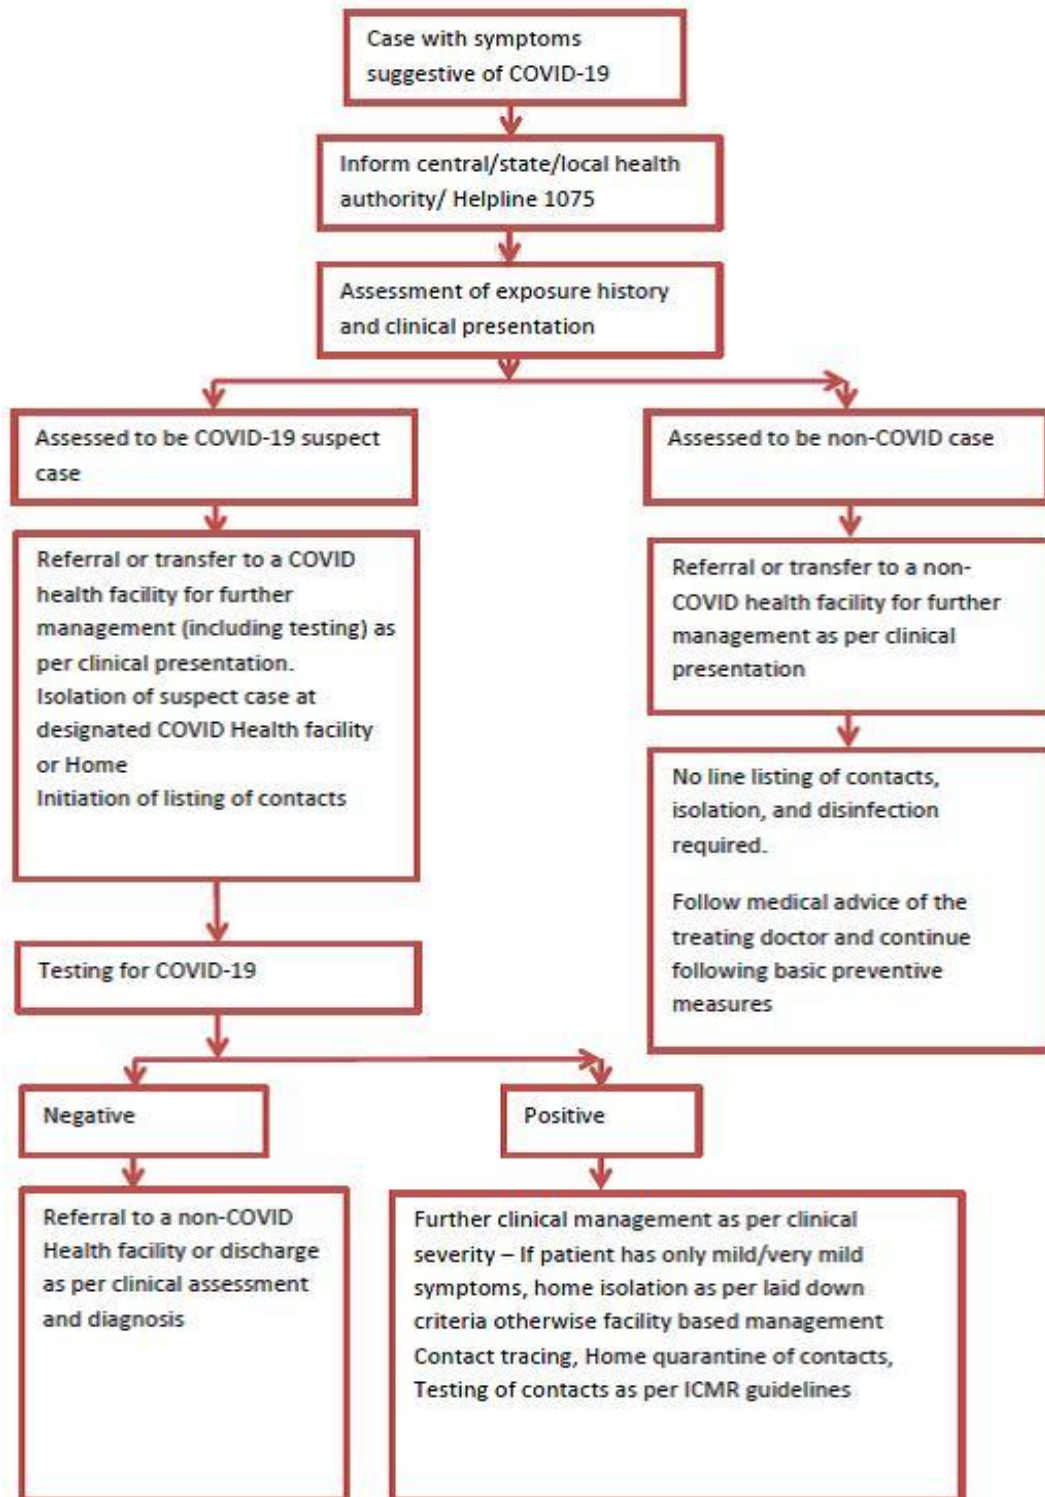 Case with symptoms
suggestive of COVID-19
Inform central/state/local health
authority/ Helpline 1075
Assessment of exposure history
and clinical presentation
Assessed to be COVID-19 suspect
case
Assessed to be non-COVID case
Referral or transfer to a COVID
health facility for further
management (including testing) as
per clinical presentation.
Isolation of suspect case at
designated COVID Health facility
or Home
Initiation of listing of contacts
Referral or transfer to a non-
COVID health facility for further
management as per clinical
presentation
No line listing of contacts,
isolation, and disinfection
required.
Follow medical advice of the
treating doctor and continue
following basic preventive
measures
Testing for COVID-19
Negative
Positive
Referral to a non-COVID
Health facility or discharge
as per clinical assessment
and diagnosis
Further clinical management as per clinical
severity – If patient has only mild/very mild
symptoms, home isolation as per laid down
criteria otherwise facility based management
Contact tracing, Home quarantine of contacts,
Testing of contacts as per ICMR guidelines